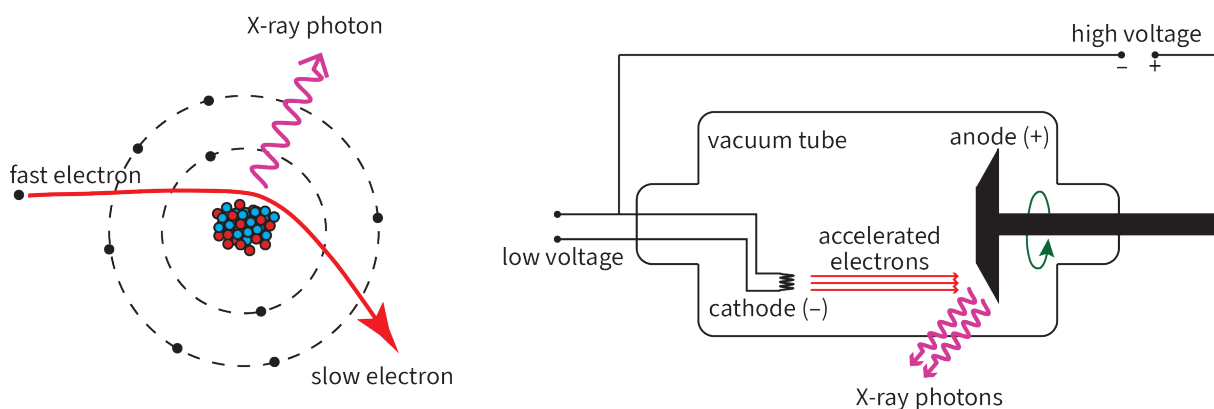 X-ray photon
fast electron
slow electron
high voltage
– +
vacuum tube
anode (+)
low voltage
accelerated
electrons
cathode (–)
X-ray photons